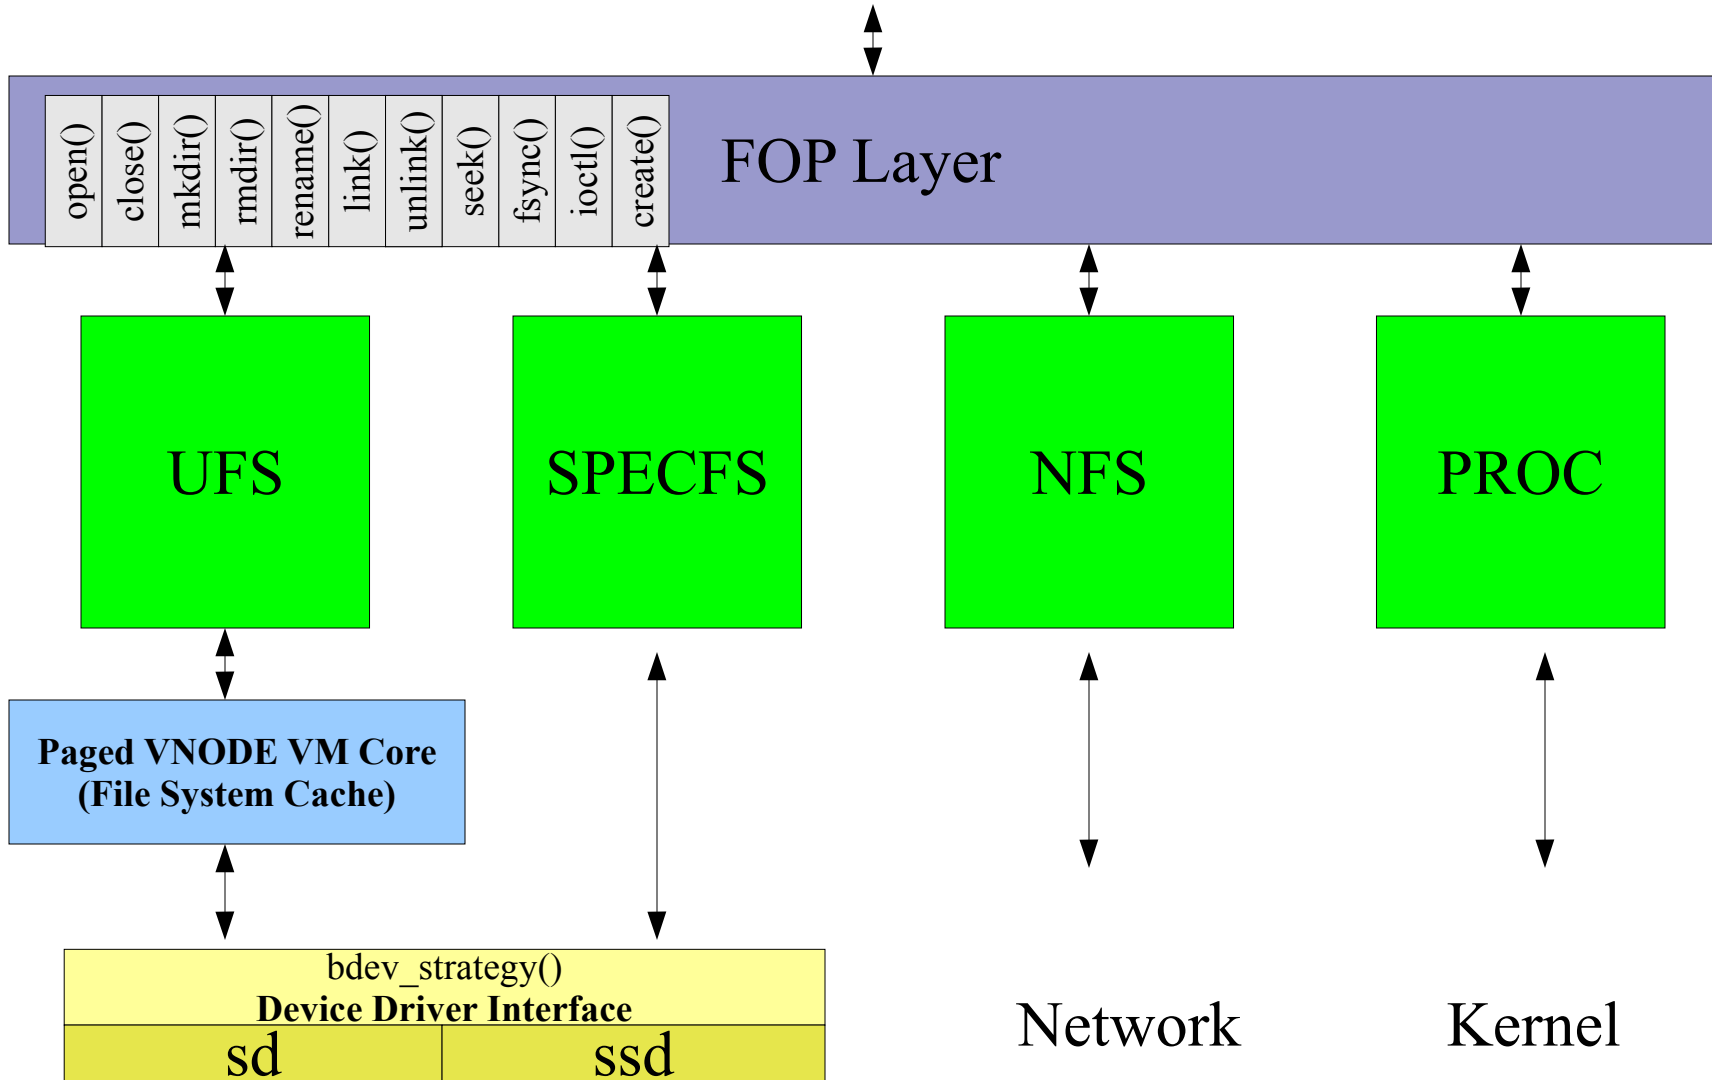 open()
close()
mkdir()
rmdir()
rename()
link()
unlink()
seek()
fsync()
ioctl()
create()
FOP Layer
UFS
SPECFS
NFS
PROC
Paged VNODE VM Core
(File System Cache)
bdev_strategy()
Device Driver Interface
sd
ssd
Network
Kernel